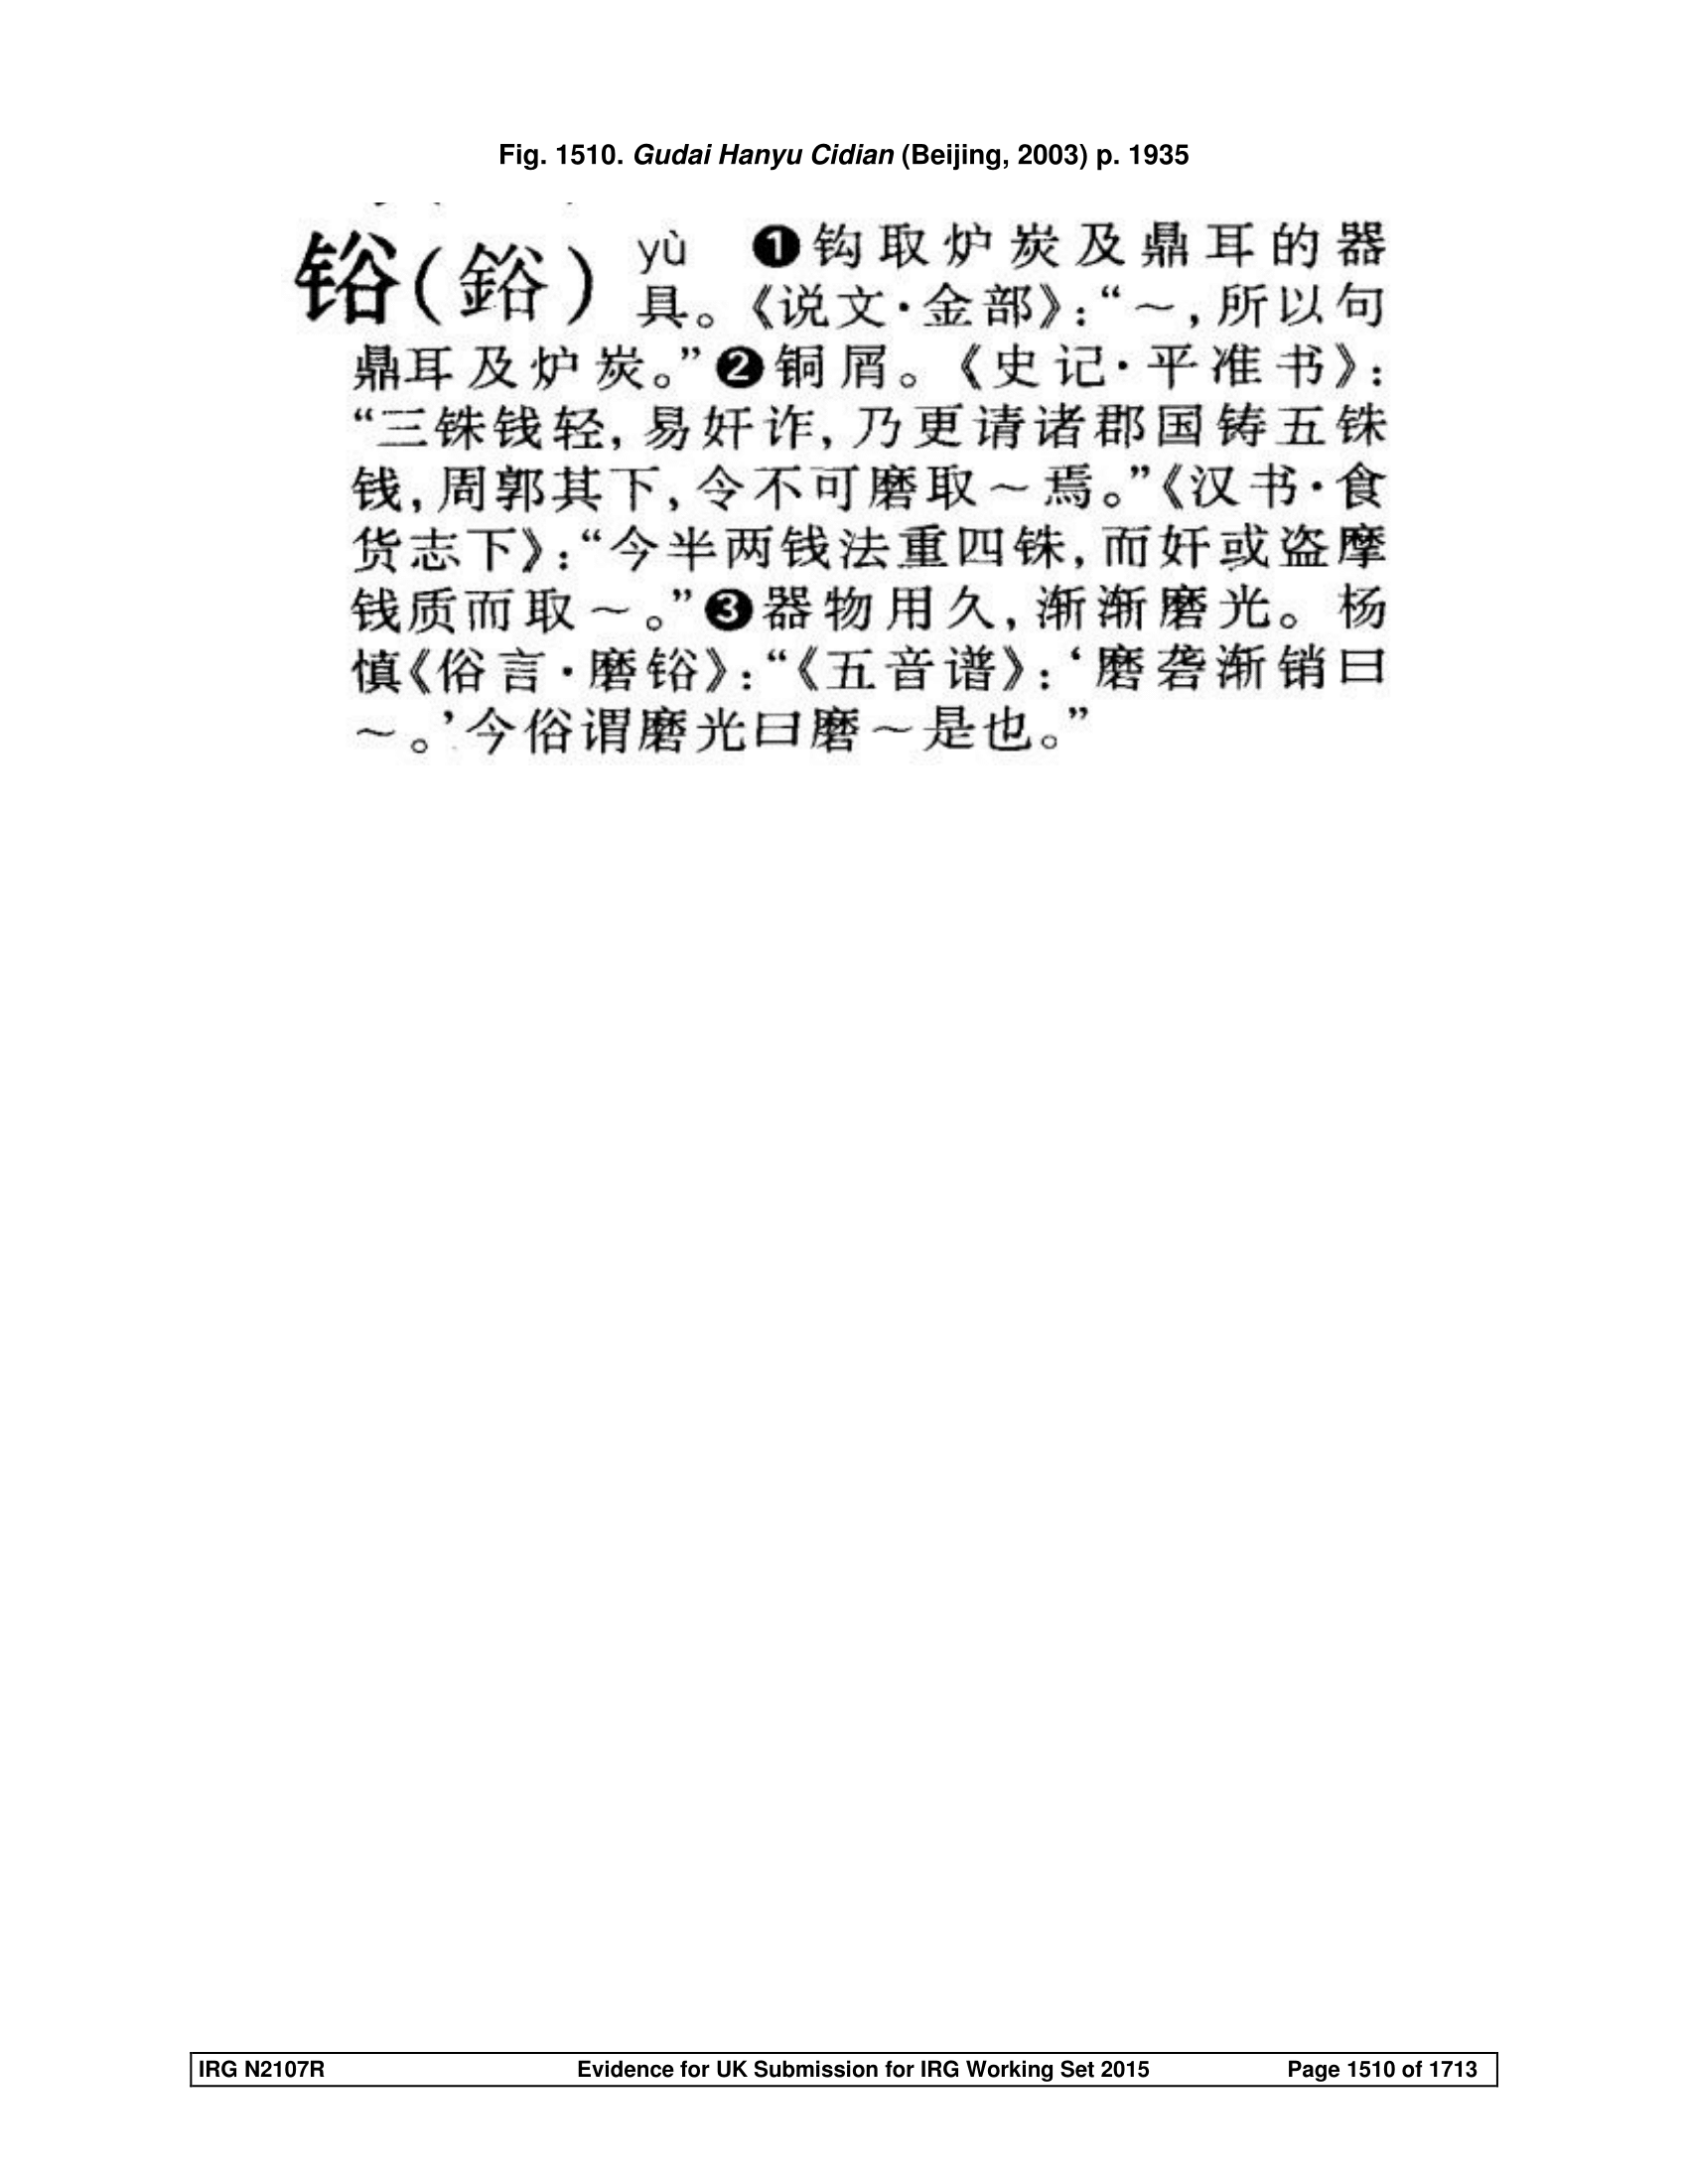 Fig. 1510. Gudai Hanyu Cidian (Beijing, 2003) p. 1935
𰾭(鋊) yù ❶钩取炉炭及鼎耳的器
具。《说文·金部》:“～,所以句
鼎耳及炉炭。”❷铜屑。《史记·平准书》:
“三铢钱轻,易奸诈,乃更请诸郡国铸五铢
钱,周郭其下,令不可磨取～焉。”《汉书·食
货志下》:“今半两钱法重四铢,而奸或盗摩
钱质而取～。”❸器物用久,渐渐磨光。杨
慎《俗言·磨𰾭》:“《五音谱》:‘磨砻渐销曰
～。’今俗谓磨光曰磨～是也。”
IRG N2107R Evidence for UK Submission for IRG Working Set 2015 Page 1510 of 1713